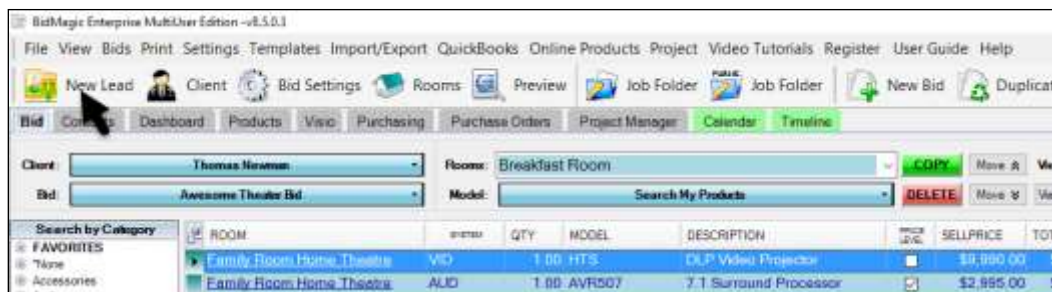 BidMagic Enterprise MultiUser Edition -v8.5.0.3
File View Bids Print Settings Templates Import/Export QuickBooks Online Products Project Video Tutorials Register User Guide Help
New Lead Client Bid Settings Rooms Preview Job Folder Job Folder New Bid Duplicat
Bid Dashboard Products Visio Purchasing Purchase Orders Project Manager Calendar Timeline
Client: Thomas Newman Rooms: Breakfast Room COPY Move
Bid: Awesome Theater Bid Model: Search My Products DELETE Move
Search by Category ROOM SYSTEM QTY MODEL DESCRIPTION PRICE LEVEL SELLPRICE TOT
FAVORITES Family Room Home Theatre VID 1.00 HTS DLP Video Projector $9,990.00
*None
Accessories Family Room Home Theatre AUD 1.00 AVR507 7.1 Surround Processor $2,995.00